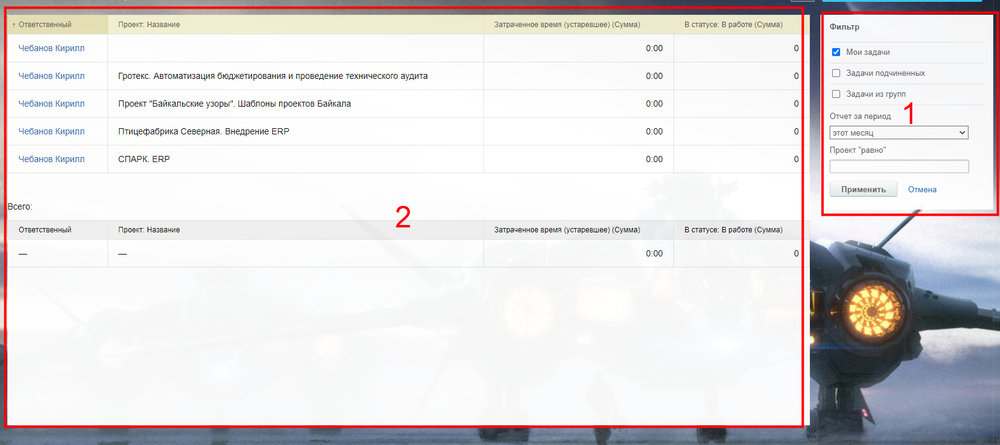 Ответственный Проект: Название Затраченное время (устаревшее) (Сумма) В статусе: В работе (Сумма)
Чебанов Кирилл 0:00 0
Чебанов Кирилл Гротекс. Автоматизация бюджетирования и проведение технического аудита 0:00 0
Чебанов Кирилл Проект "Байкальские узоры". Шаблоны проектов Байкала 0:00 0
Чебанов Кирилл Птицефабрика Северная. Внедрение ERP 0:00 0
Чебанов Кирилл СПАРК. ERP 0:00 0
Всего:
2
Ответственный Проект: Название Затраченное время (устаревшее) (Сумма) В статусе: В работе (Сумма)
— — 0:00 0
Фильтр
Мои задачи
Задачи подчиненных
Задачи из групп
1
Отчет за период
этот месяц
Проект "равно"
Применить Отмена